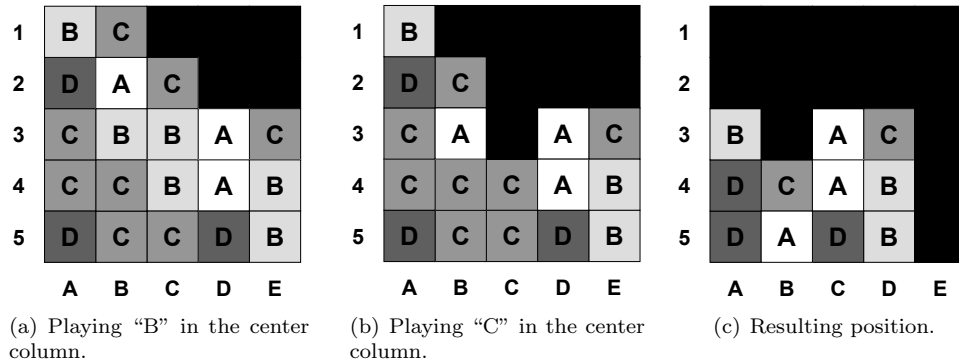 1 B C
2 D A C
3 C B B A C
4 C C B A B
5 D C C D B
A B C D E
(a) Playing “B” in the center
column.
1 B
2 D C
3 C A A C
4 C C C A B
5 D C C D B
A B C D E
(b) Playing “C” in the center
column.
1
2
3 B A C
4 D C A B
5 D A D B
A B C D E
(c) Resulting position.